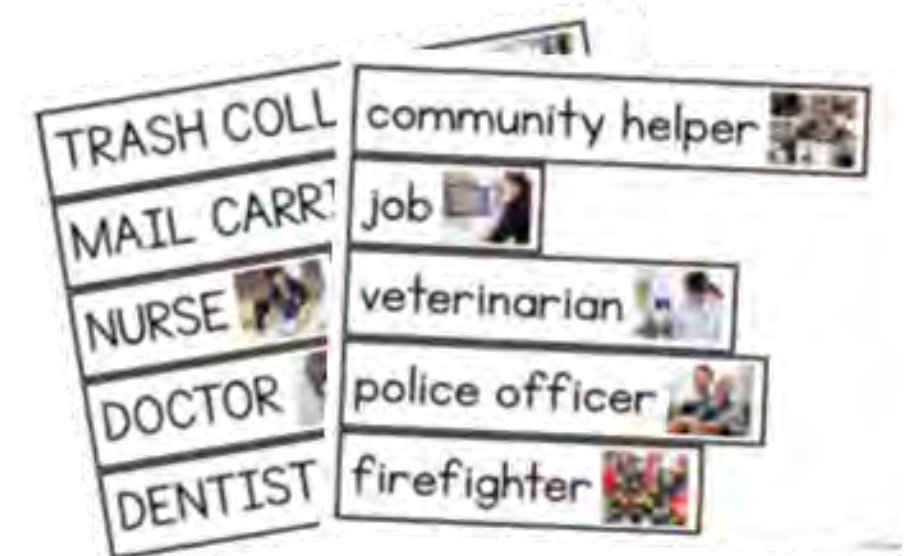 TRASH COLL
MAIL CARR
NURSE
DOCTOR
DENTIST
community helper
job
veterinarian
police officer
firefighter